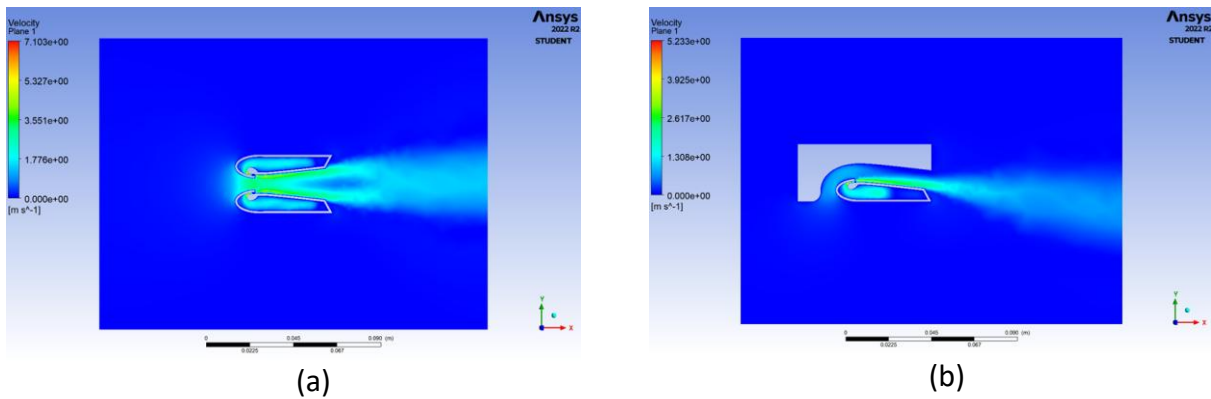 Velocity
Plane 1
7.103e+00
5.327e+00
3.551e+00
1.776e+00
0.000e+00
[m s^-1]
Ansys
2022 R2
STUDENT
Y
X
0
0.045
0.090 (m)
0.0225
0.067
(a)
Velocity
Plane 1
5.233e+00
3.925e+00
2.617e+00
1.308e+00
0.000e+00
[m s^-1]
Ansys
2022 R2
STUDENT
Y
X
0
0.045
0.090 (m)
0.0225
0.067
(b)